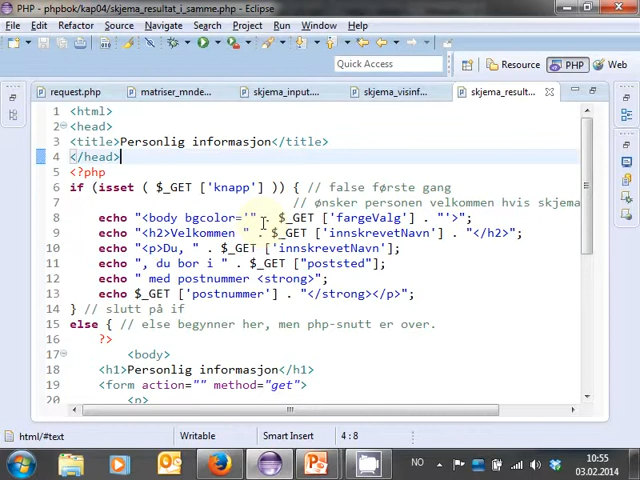 PHP - phpbok/kap04/skjema_resultat_i_samme.php - Eclipse
File Edit Refactor Source Navigate Search Project Run Window Help
Quick Access
Resource PHP Web
request.php matriser_mnde... skjema_input.... skjema_visinf... skjema_result...
1 <html>
2 <head>
3 <title>Personlig informasjon</title>
4 </head>
5 <?php
6 if (isset ( $_GET ['knapp'] )) { // false første gang
7 // ønsker personen velkommen hvis skjema
8 echo "<body bgcolor='" . $_GET ['fargeValg'] . "'>";
9 echo "<h2>Velkommen " . $_GET ['innskrevetNavn'] . "</h2>";
10 echo "<p>Du, " . $_GET ['innskrevetNavn'];
11 echo ", du bor i " . $_GET ["poststed"];
12 echo " med postnummer <strong>";
13 echo $_GET ['postnummer'] . "</strong></p>";
14 } // slutt på if
15 else { // else begynner her, men php-snutt er over.
16 ?>
17 <body>
18 <h1>Personlig informasjon</h1>
19 <form action="" method="get">
20 <p>
html/#text Writable Smart Insert 4 : 8
NO 10:55
03.02.2014